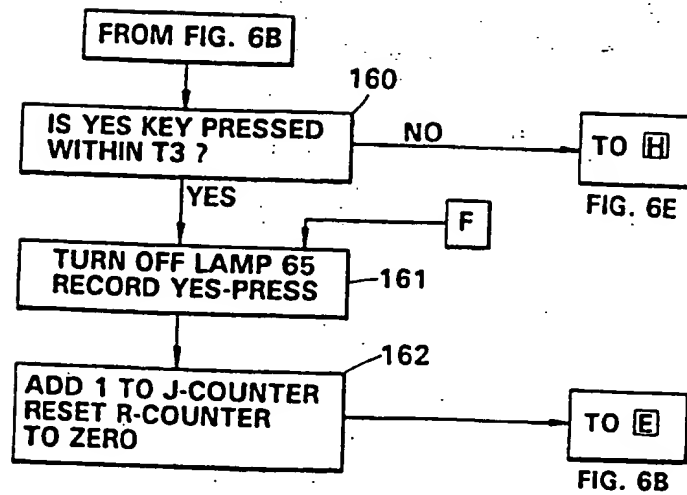 FROM FIG. 6B
160
IS YES KEY PRESSED
WITHIN T3 ?
NO
TO H
FIG. 6E
YES
F
TURN OFF LAMP 65
RECORD YES-PRESS
161
162
ADD 1 TO J-COUNTER
RESET R-COUNTER
TO ZERO
TO E
FIG. 6B